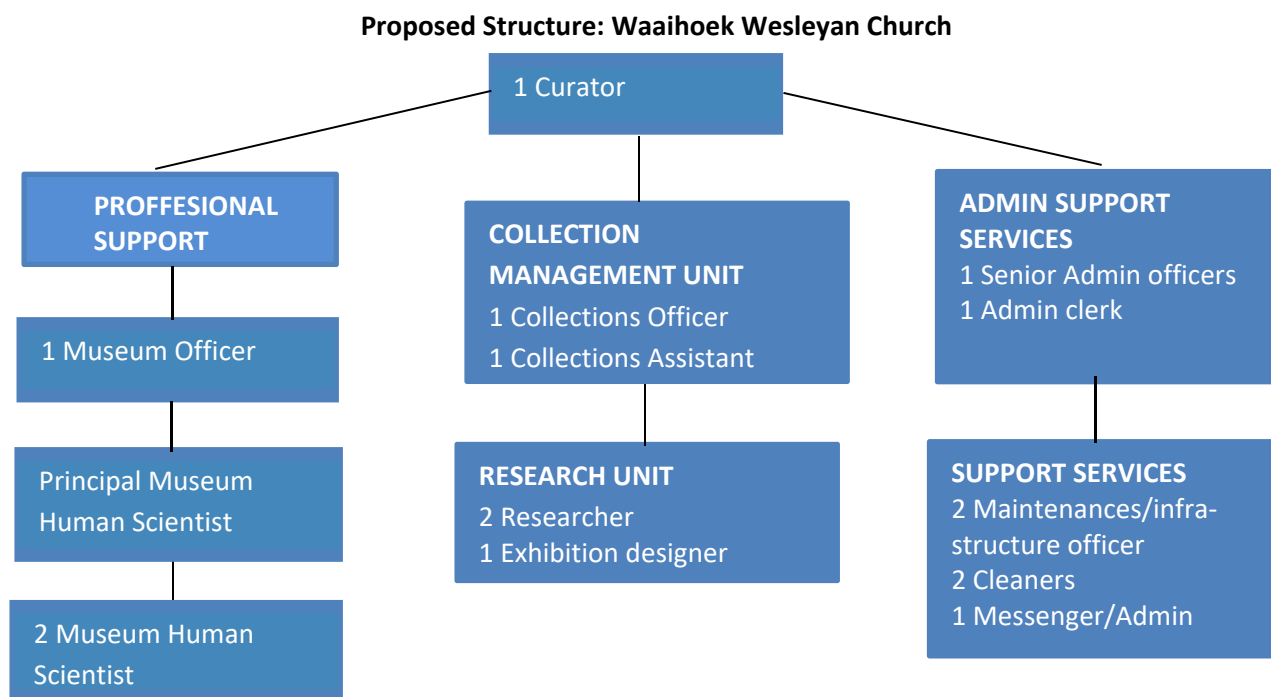 Proposed Structure: Waaihoek Wesleyan Church
1 Curator
PROFFESIONAL
SUPPORT
1 Museum Officer
Principal Museum
Human Scientist
2 Museum Human
Scientist
COLLECTION
MANAGEMENT UNIT
1 Collections Officer
1 Collections Assistant
RESEARCH UNIT
2 Researcher
1 Exhibition designer
ADMIN SUPPORT
SERVICES
1 Senior Admin officers
1 Admin clerk
SUPPORT SERVICES
2 Maintenances/infra-
structure officer
2 Cleaners
1 Messenger/Admin